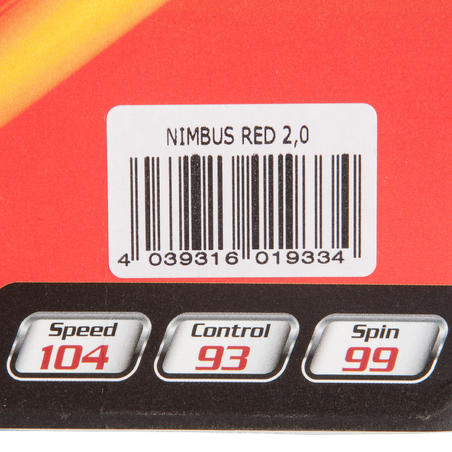 NIMBUS RED 2,0
4 039316 019334
Speed Control Spin
104 93 99